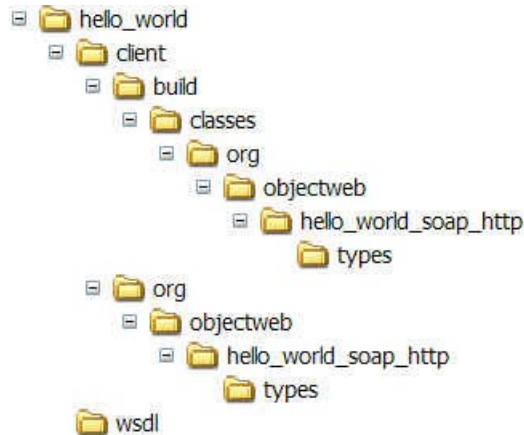 hello_world
client
build
classes
org
objectweb
hello_world_soap_http
types
org
objectweb
hello_world_soap_http
types
wsdl